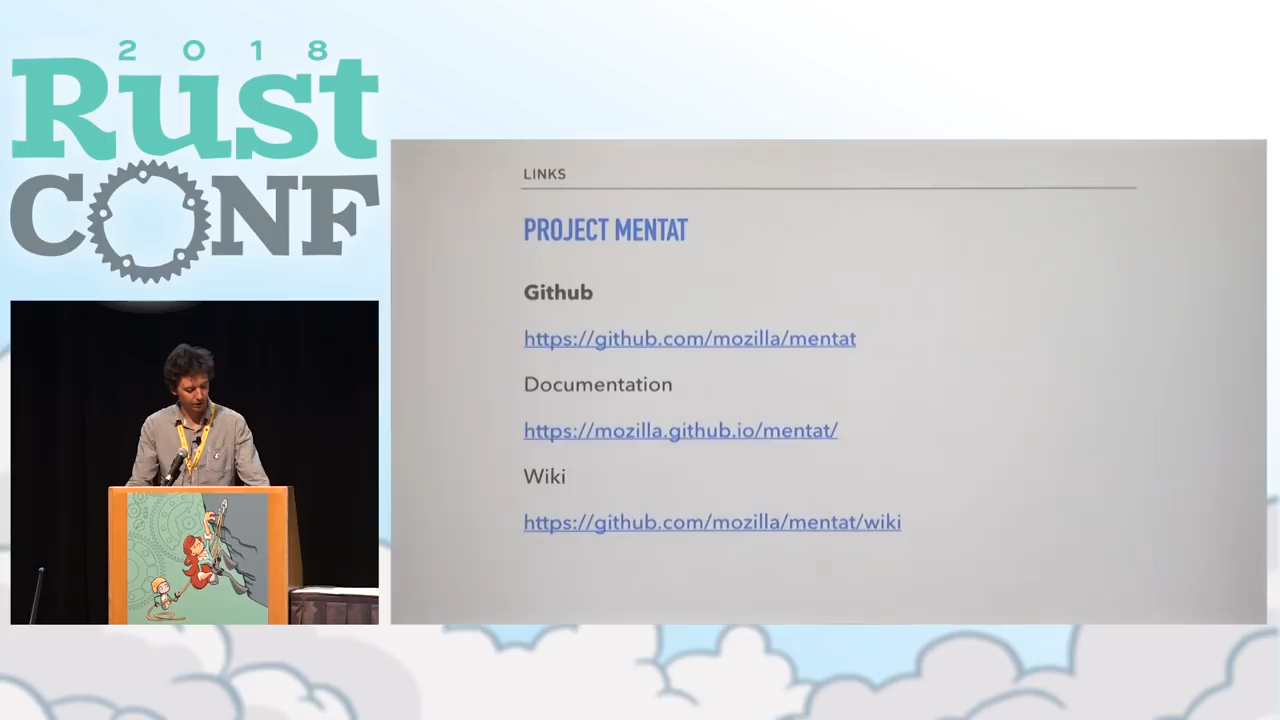 2018
Rust
CONF
LINKS
PROJECT MENTAT
Github
https://github.com/mozilla/mentat
Documentation
https://mozilla.github.io/mentat/
Wiki
https://github.com/mozilla/mentat/wiki